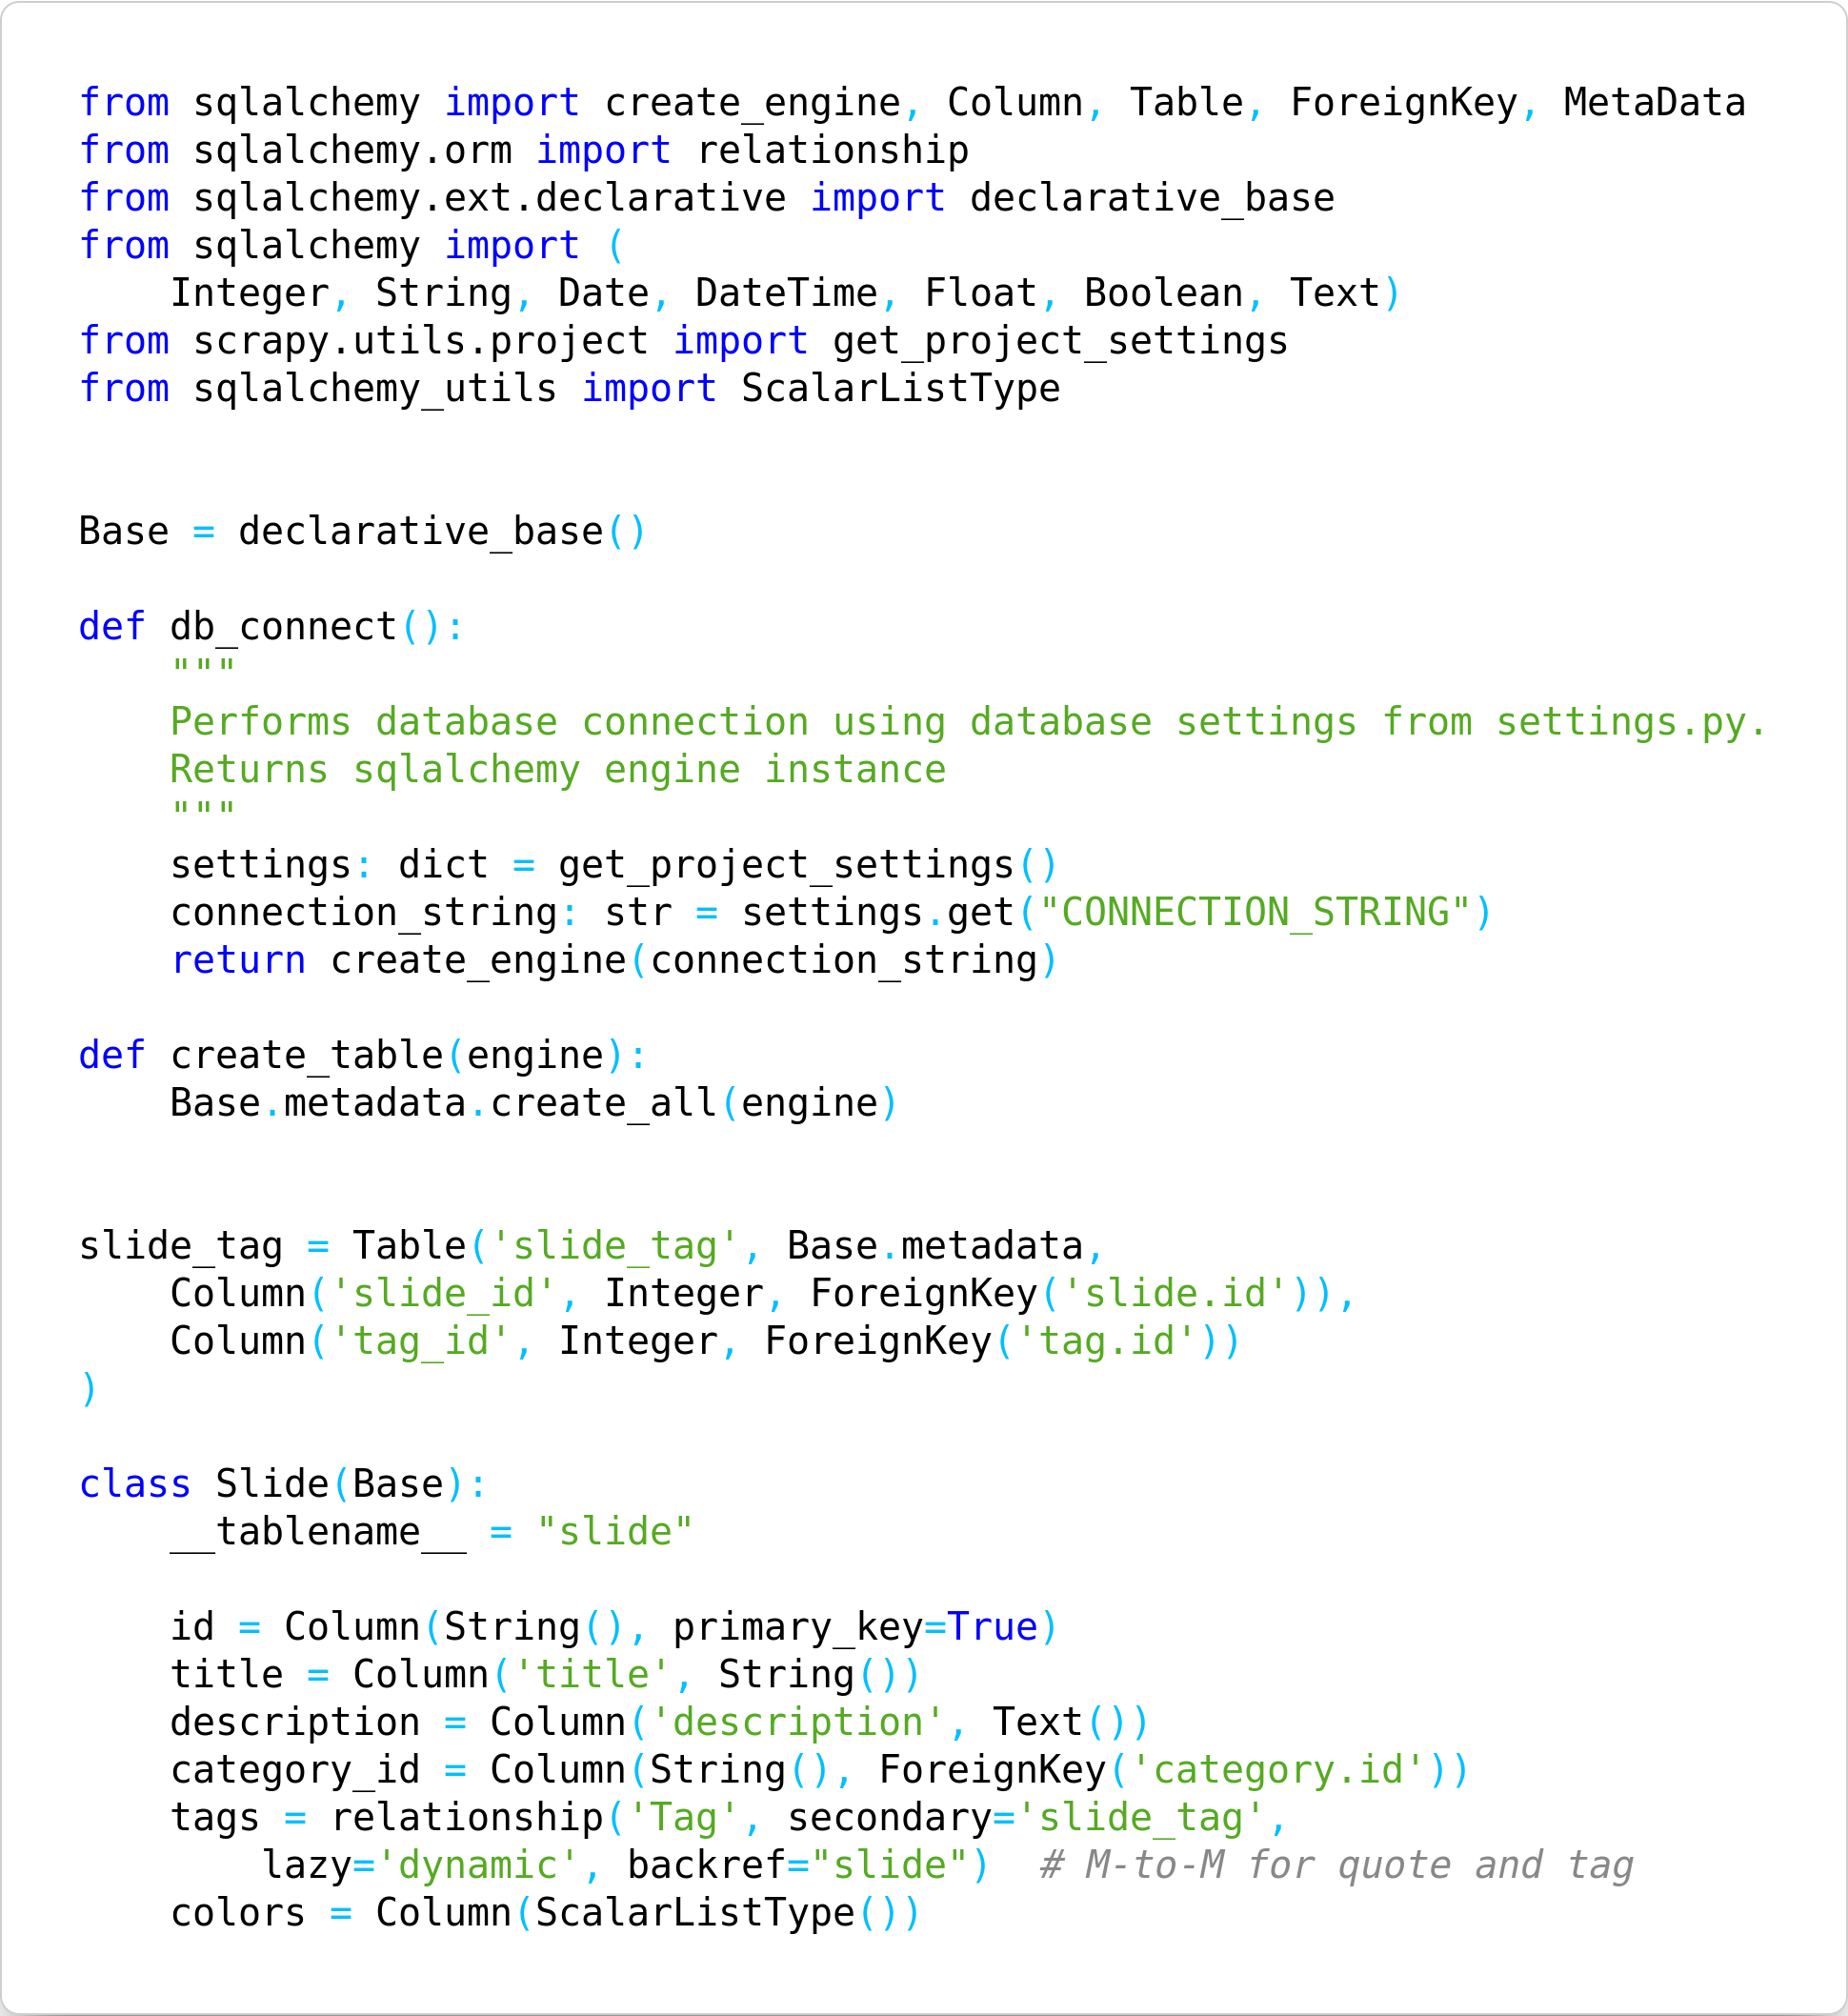 from sqlalchemy import create_engine, Column, Table, ForeignKey, MetaData
from sqlalchemy.orm import relationship
from sqlalchemy.ext.declarative import declarative_base
from sqlalchemy import (
    Integer, String, Date, DateTime, Float, Boolean, Text)
from scrapy.utils.project import get_project_settings
from sqlalchemy_utils import ScalarListType


Base = declarative_base()

def db_connect():
    """
    Performs database connection using database settings from settings.py.
    Returns sqlalchemy engine instance
    """
    settings: dict = get_project_settings()
    connection_string: str = settings.get("CONNECTION_STRING")
    return create_engine(connection_string)

def create_table(engine):
    Base.metadata.create_all(engine)


slide_tag = Table('slide_tag', Base.metadata,
    Column('slide_id', Integer, ForeignKey('slide.id')),
    Column('tag_id', Integer, ForeignKey('tag.id'))
)

class Slide(Base):
    __tablename__ = "slide"

    id = Column(String(), primary_key=True)
    title = Column('title', String())
    description = Column('description', Text())
    category_id = Column(String(), ForeignKey('category.id'))
    tags = relationship('Tag', secondary='slide_tag',
        lazy='dynamic', backref="slide")  # M-to-M for quote and tag
    colors = Column(ScalarListType())